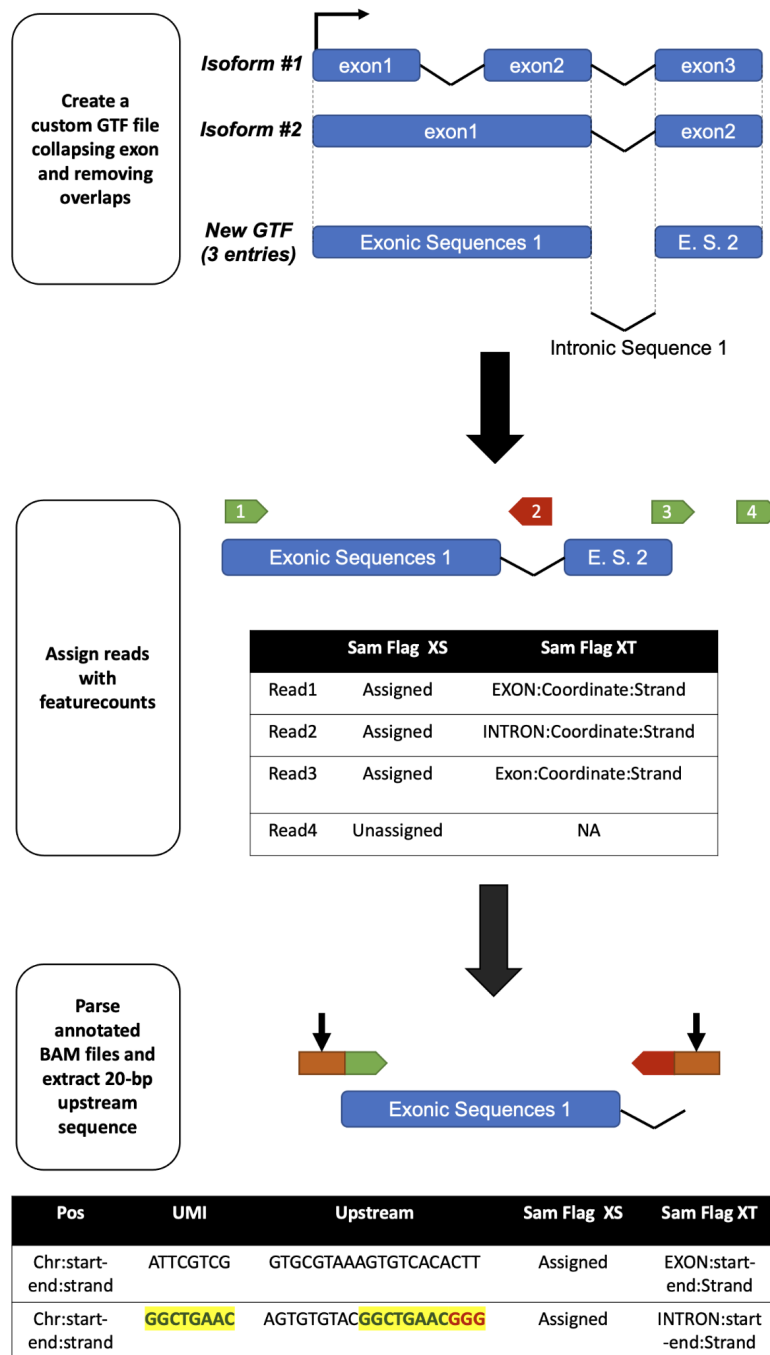 Create a
custom GTF file
collapsing exon
and removing
overlaps
Isoform #1
exon1
exon2
exon3
Isoform #2
exon1
exon2
New GTF
(3 entries)
Exonic Sequences 1
E. S. 2
Intronic Sequence 1
Assign reads
with
featurecounts
1
2
3
4
Exonic Sequences 1
E. S. 2
Sam Flag XS
Sam Flag XT
Read1 Assigned EXON:Coordinate:Strand
Read2 Assigned INTRON:Coordinate:Strand
Read3 Assigned Exon:Coordinate:Strand
Read4 Unassigned NA
Parse
annotated
BAM files and
extract 20-bp
upstream
sequence
Exonic Sequences 1
Pos UMI Upstream Sam Flag XS Sam Flag XT
Chr:start- ATTCGTCG GTGCGTAAAGTGTCACACTT Assigned EXON:start-
end:strand end:Strand
Chr:start- GGCTGAAC AGTGTGTACGGCTGAACGGG Assigned INTRON:start
end:strand -end:Strand